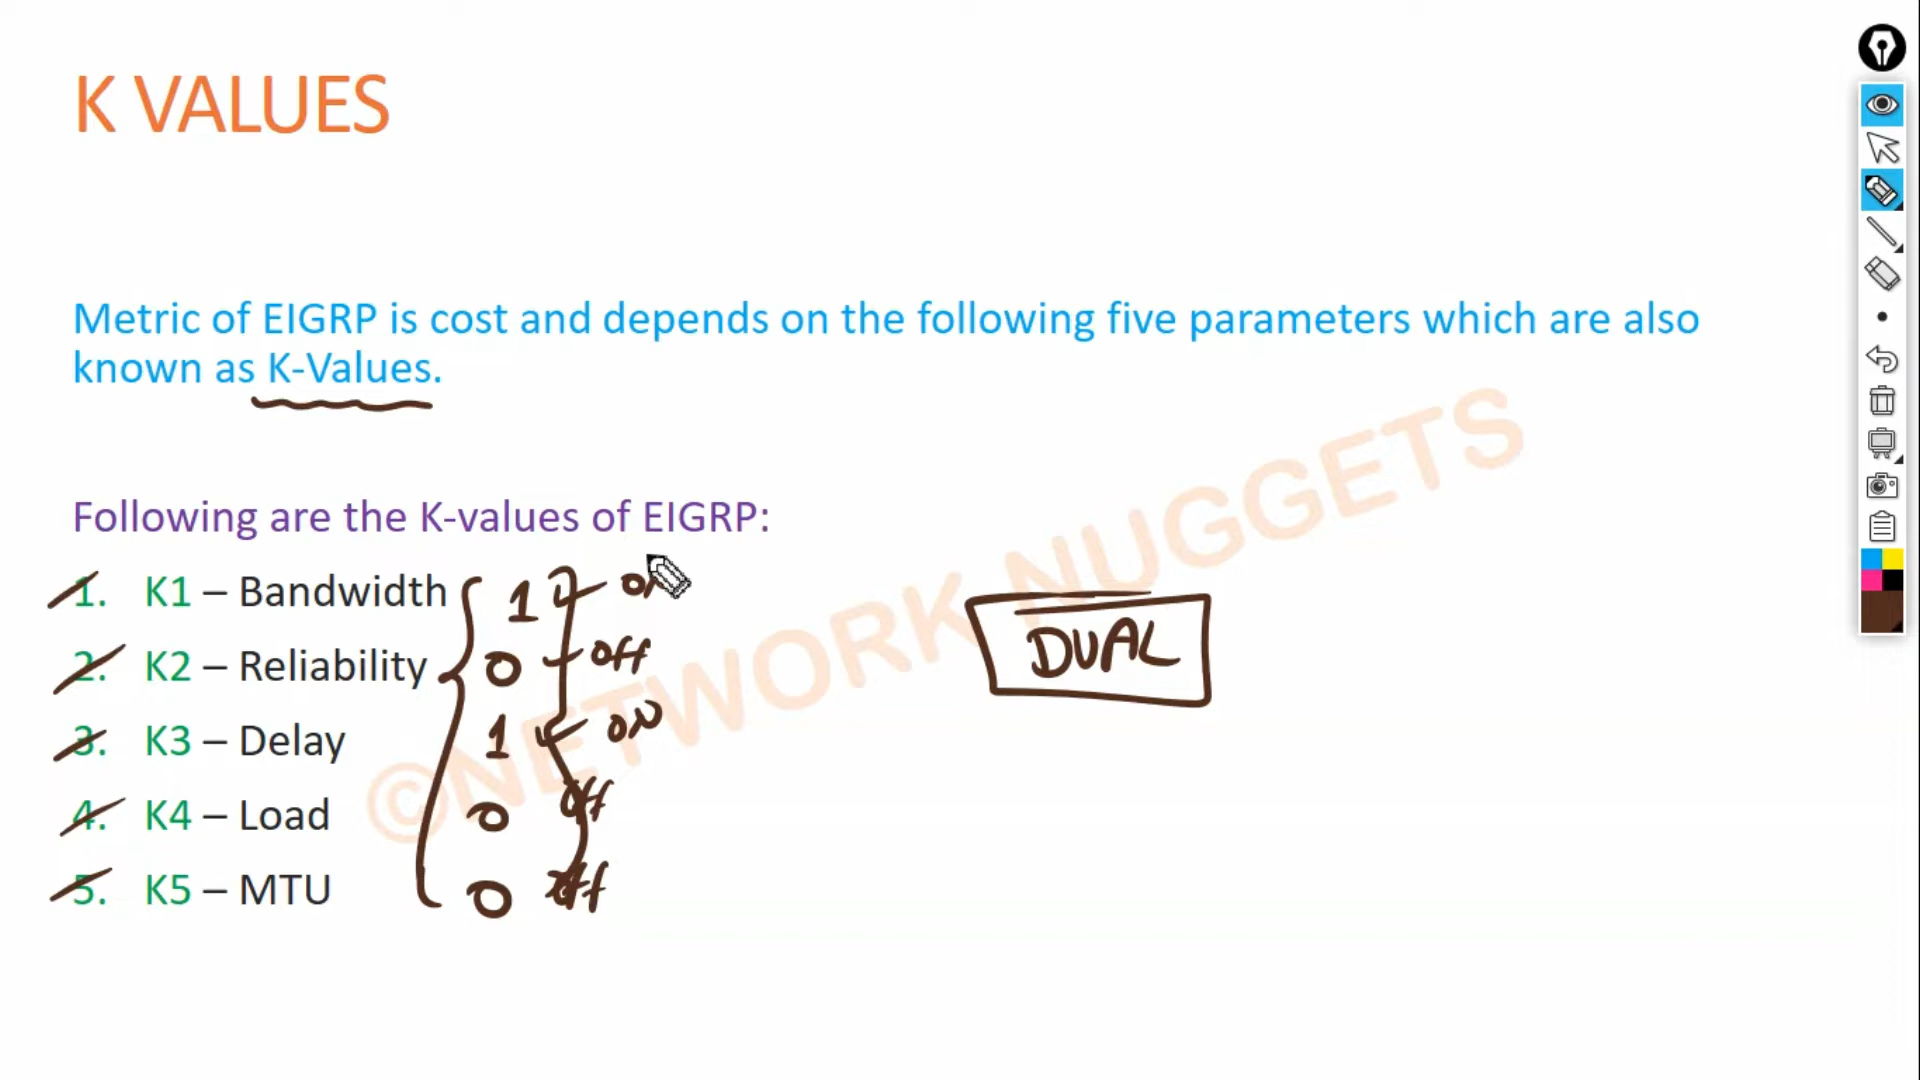 K VALUES
Metric of EIGRP is cost and depends on the following five parameters which are also
known as K-Values.
Following are the K-values of EIGRP:
1. K1 – Bandwidth 1 on
2. K2 – Reliability 0 off
3. K3 – Delay 1 ON
4. K4 – Load 0 off
5. K5 – MTU 0 off
DUAL
©NETWORK NUGGETS